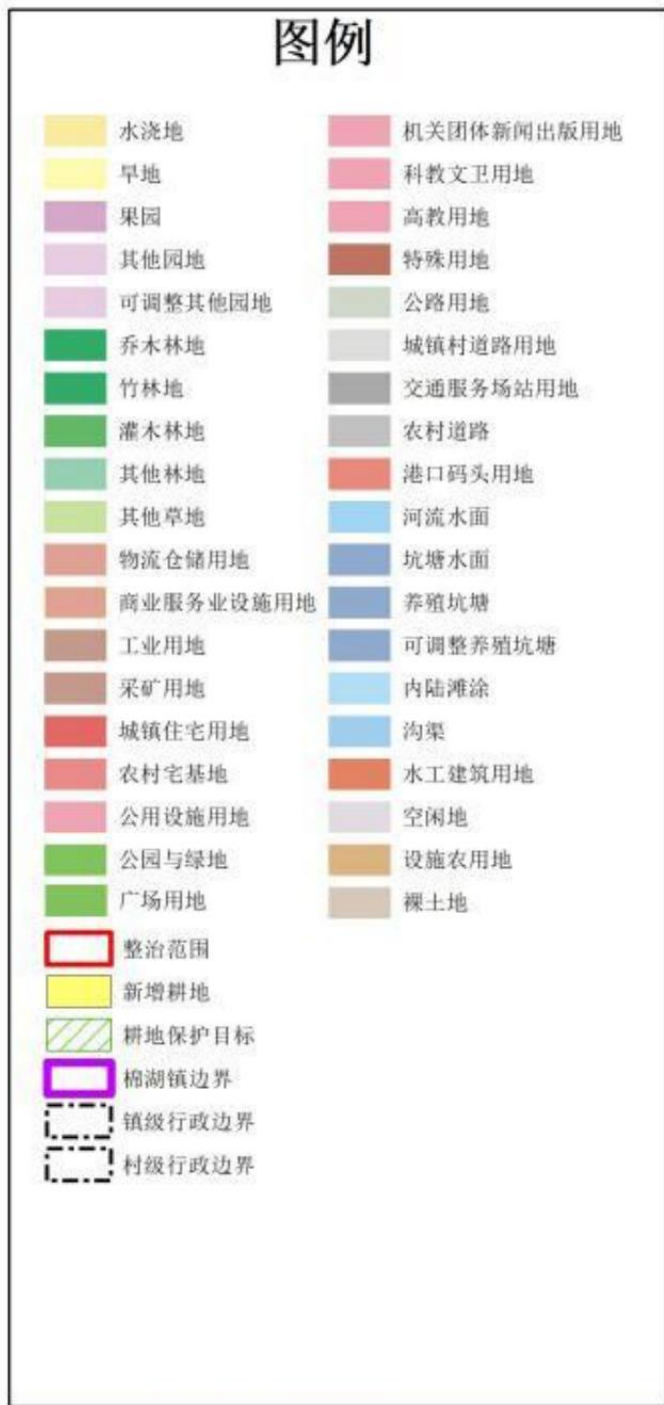 图例
水浇地
旱地
果园
其他园地
可调整其他园地
乔木林地
竹林地
灌木林地
其他林地
其他草地
物流仓储用地
商业服务业设施用地
工业用地
采矿用地
城镇住宅用地
农村宅基地
公用设施用地
公园与绿地
广场用地
机关团体新闻出版用地
科教文卫用地
高教用地
特殊用地
公路用地
城镇村道路用地
交通服务场站用地
农村道路
港口码头用地
河流水面
坑塘水面
养殖坑塘
可调整养殖坑塘
内陆滩涂
沟渠
水工建筑用地
空闲地
设施农用地
裸土地
整治范围
新增耕地
耕地保护目标
棉湖镇边界
镇级行政边界
村级行政边界